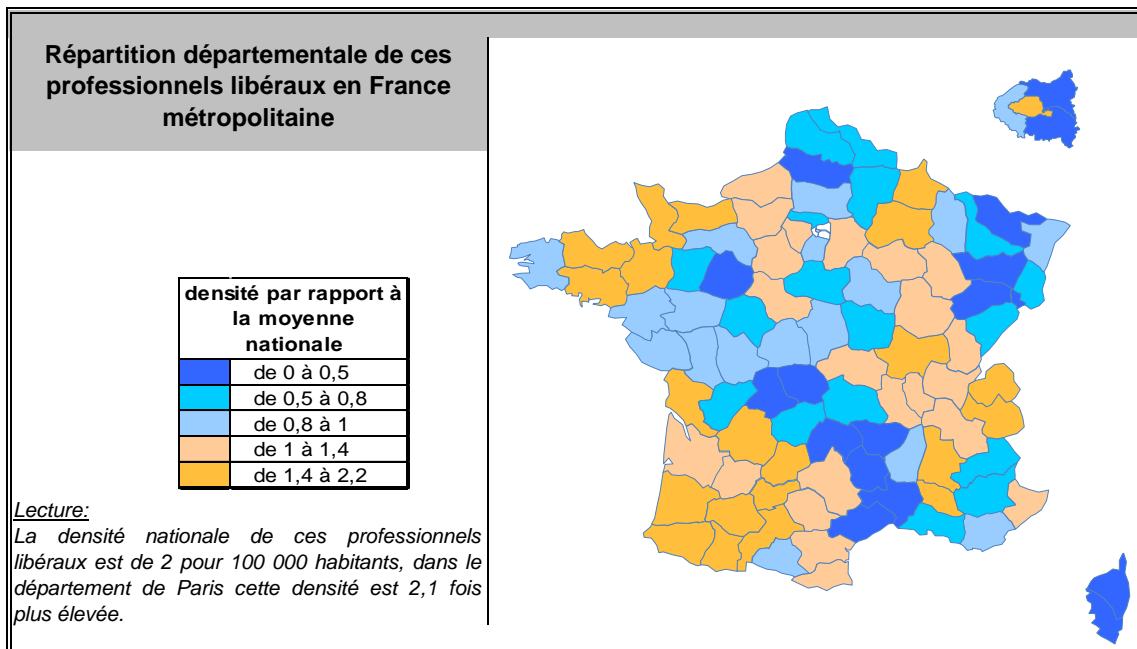 Répartition départementale de ces
professionnels libéraux en France
métropolitaine
densité par rapport à
la moyenne
nationale
de 0 à 0,5
de 0,5 à 0,8
de 0,8 à 1
de 1 à 1,4
de 1,4 à 2,2
Lecture:
La densité nationale de ces professionnels
libéraux est de 2 pour 100 000 habitants, dans le
département de Paris cette densité est 2,1 fois
plus élevée.